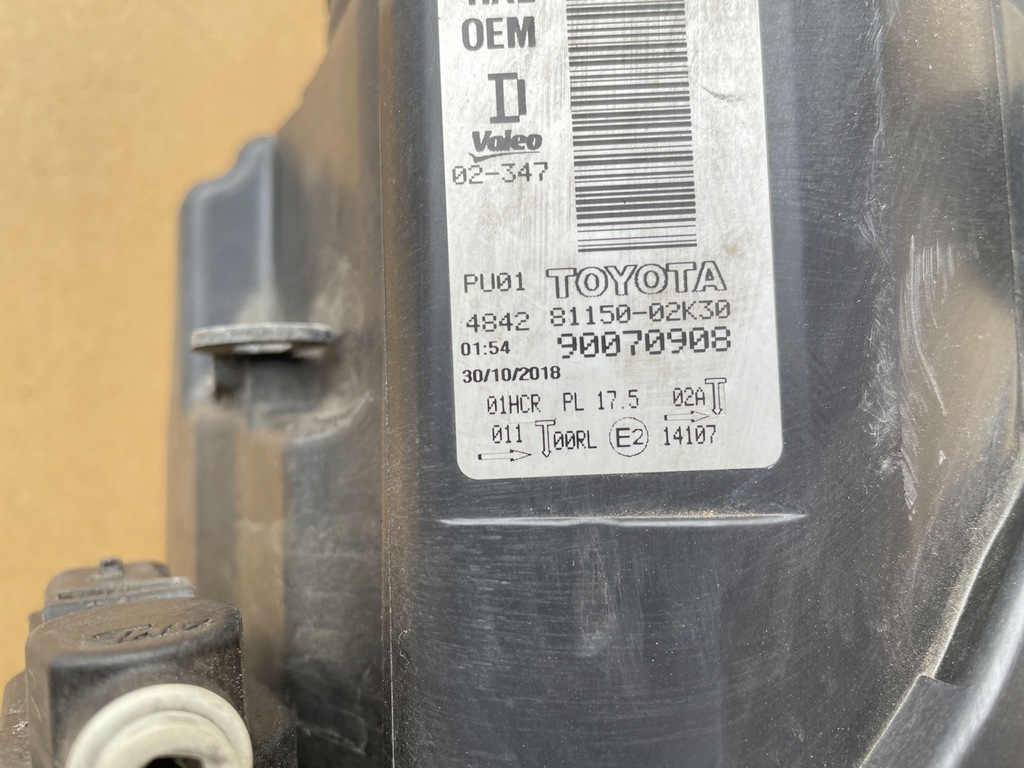 OEM
D
Valeo
02-347
PU01 TOYOTA
4842 81150-02K30
01:54 90070908
30/10/2018
01HCR PL 17.5 02A
011 00RL E2 14107